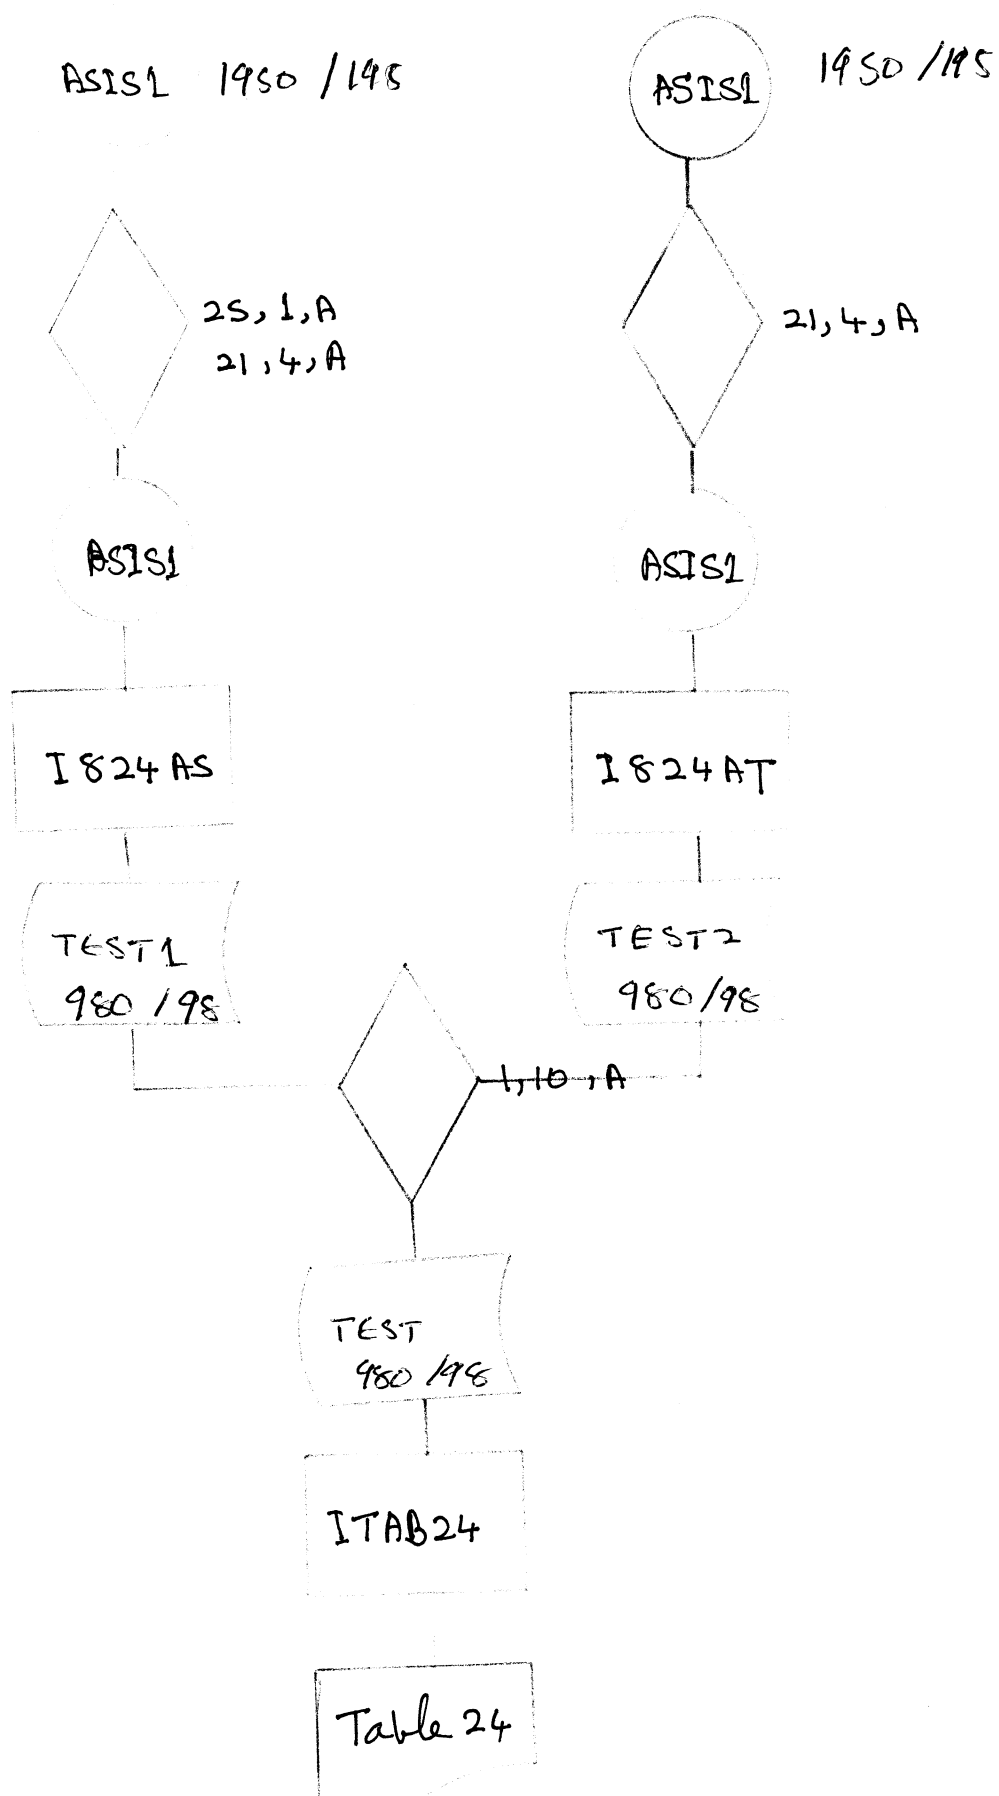 ASIS1 1950 /195
ASIS1 1950 /195
25, 1, A
21, 4, A
21, 4, A
ASIS1
ASIS1
I824AS
I824AT
TEST1
980 / 98
TEST2
980/98
1, 10, A
TEST
980 /98
ITAB24
Table 24